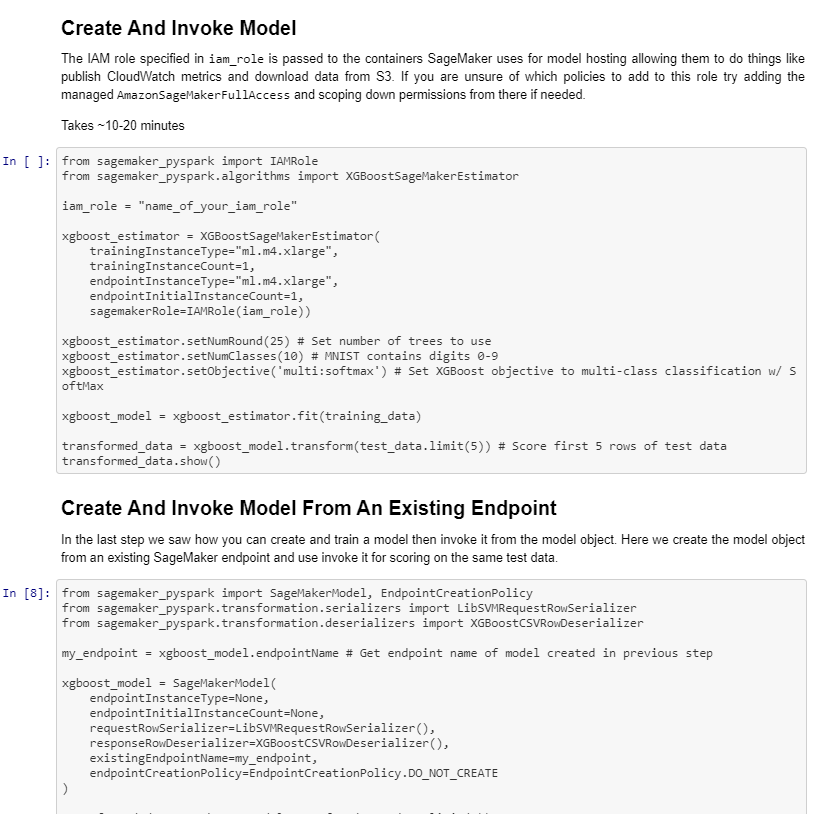 Create And Invoke Model
The IAM role specified in iam_role is passed to the containers SageMaker uses for model hosting allowing them to do things like
publish CloudWatch metrics and download data from S3. If you are unsure of which policies to add to this role try adding the
managed AmazonSageMakerFullAccess and scoping down permissions from there if needed.
Takes ~10-20 minutes
In [ ]:
from sagemaker_pyspark import IAMRole
from sagemaker_pyspark.algorithms import XGBoostSageMakerEstimator
iam_role = "name_of_your_iam_role"
xgboost_estimator = XGBoostSageMakerEstimator(
    trainingInstanceType="ml.m4.xlarge",
    trainingInstanceCount=1,
    endpointInstanceType="ml.m4.xlarge",
    endpointInitialInstanceCount=1,
    sagemakerRole=IAMRole(iam_role))
xgboost_estimator.setNumRound(25) # Set number of trees to use
xgboost_estimator.setNumClasses(10) # MNIST contains digits 0-9
xgboost_estimator.setObjective('multi:softmax') # Set XGBoost objective to multi-class classification w/ S
oftMax
xgboost_model = xgboost_estimator.fit(training_data)
transformed_data = xgboost_model.transform(test_data.limit(5)) # Score first 5 rows of test data
transformed_data.show()
Create And Invoke Model From An Existing Endpoint
In the last step we saw how you can create and train a model then invoke it from the model object. Here we create the model object
from an existing SageMaker endpoint and use invoke it for scoring on the same test data.
In [8]:
from sagemaker_pyspark import SageMakerModel, EndpointCreationPolicy
from sagemaker_pyspark.transformation.serializers import LibSVMRequestRowSerializer
from sagemaker_pyspark.transformation.deserializers import XGBoostCSVRowDeserializer
my_endpoint = xgboost_model.endpointName # Get endpoint name of model created in previous step
xgboost_model = SageMakerModel(
    endpointInstanceType=None,
    endpointInitialInstanceCount=None,
    requestRowSerializer=LibSVMRequestRowSerializer(),
    responseRowDeserializer=XGBoostCSVRowDeserializer(),
    existingEndpointName=my_endpoint,
    endpointCreationPolicy=EndpointCreationPolicy.DO_NOT_CREATE
)